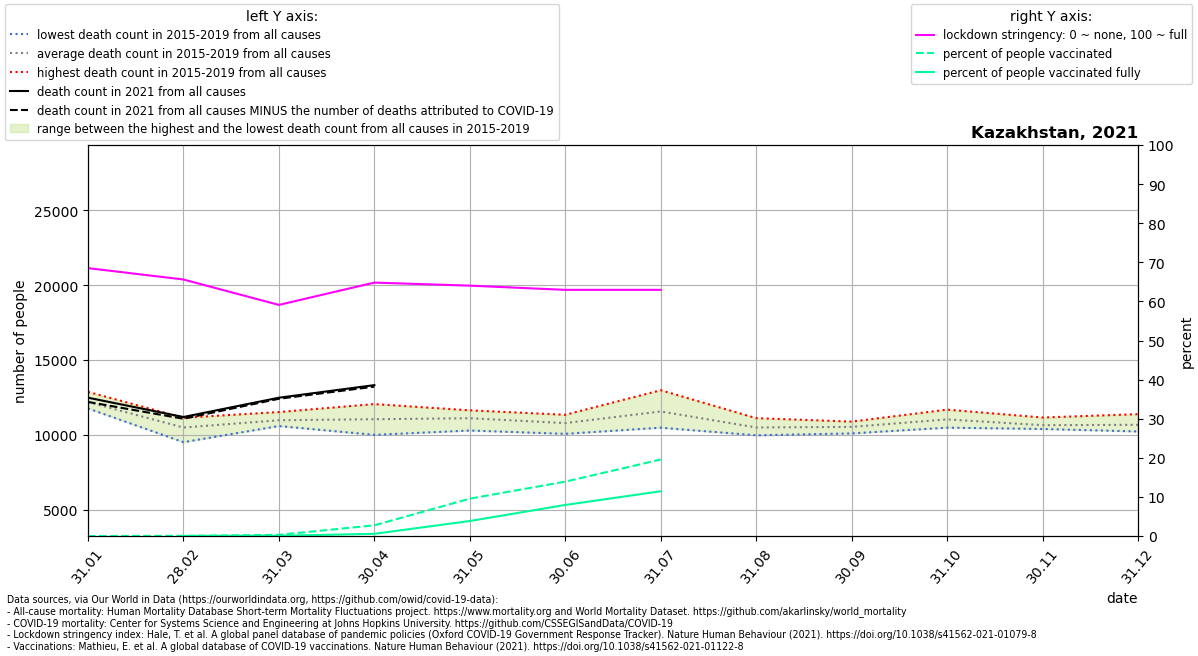 left Y axis:
lowest death count in 2015-2019 from all causes
average death count in 2015-2019 from all causes
highest death count in 2015-2019 from all causes
death count in 2021 from all causes
death count in 2021 from all causes MINUS the number of deaths attributed to COVID-19
range between the highest and the lowest death count from all causes in 2015-2019
right Y axis:
lockdown stringency: 0 ~ none, 100 ~ full
percent of people vaccinated
percent of people vaccinated fully
Kazakhstan, 2021
number of people
25000
20000
15000
10000
5000
100
90
80
70
60
50
40
30
20
10
0
percent
31.01
28.02
31.03
30.04
31.05
30.06
31.07
31.08
30.09
31.10
30.11
31.12
date
Data sources, via Our World in Data (https://ourworldindata.org, https://github.com/owid/covid-19-data):
- All-cause mortality: Human Mortality Database Short-term Mortality Fluctuations project. https://www.mortality.org and World Mortality Dataset. https://github.com/akarlinsky/world_mortality
- COVID-19 mortality: Center for Systems Science and Engineering at Johns Hopkins University. https://github.com/CSSEGISandData/COVID-19
- Lockdown stringency index: Hale, T. et al. A global panel database of pandemic policies (Oxford COVID-19 Government Response Tracker). Nature Human Behaviour (2021). https://doi.org/10.1038/s41562-021-01079-8
- Vaccinations: Mathieu, E. et al. A global database of COVID-19 vaccinations. Nature Human Behaviour (2021). https://doi.org/10.1038/s41562-021-01122-8